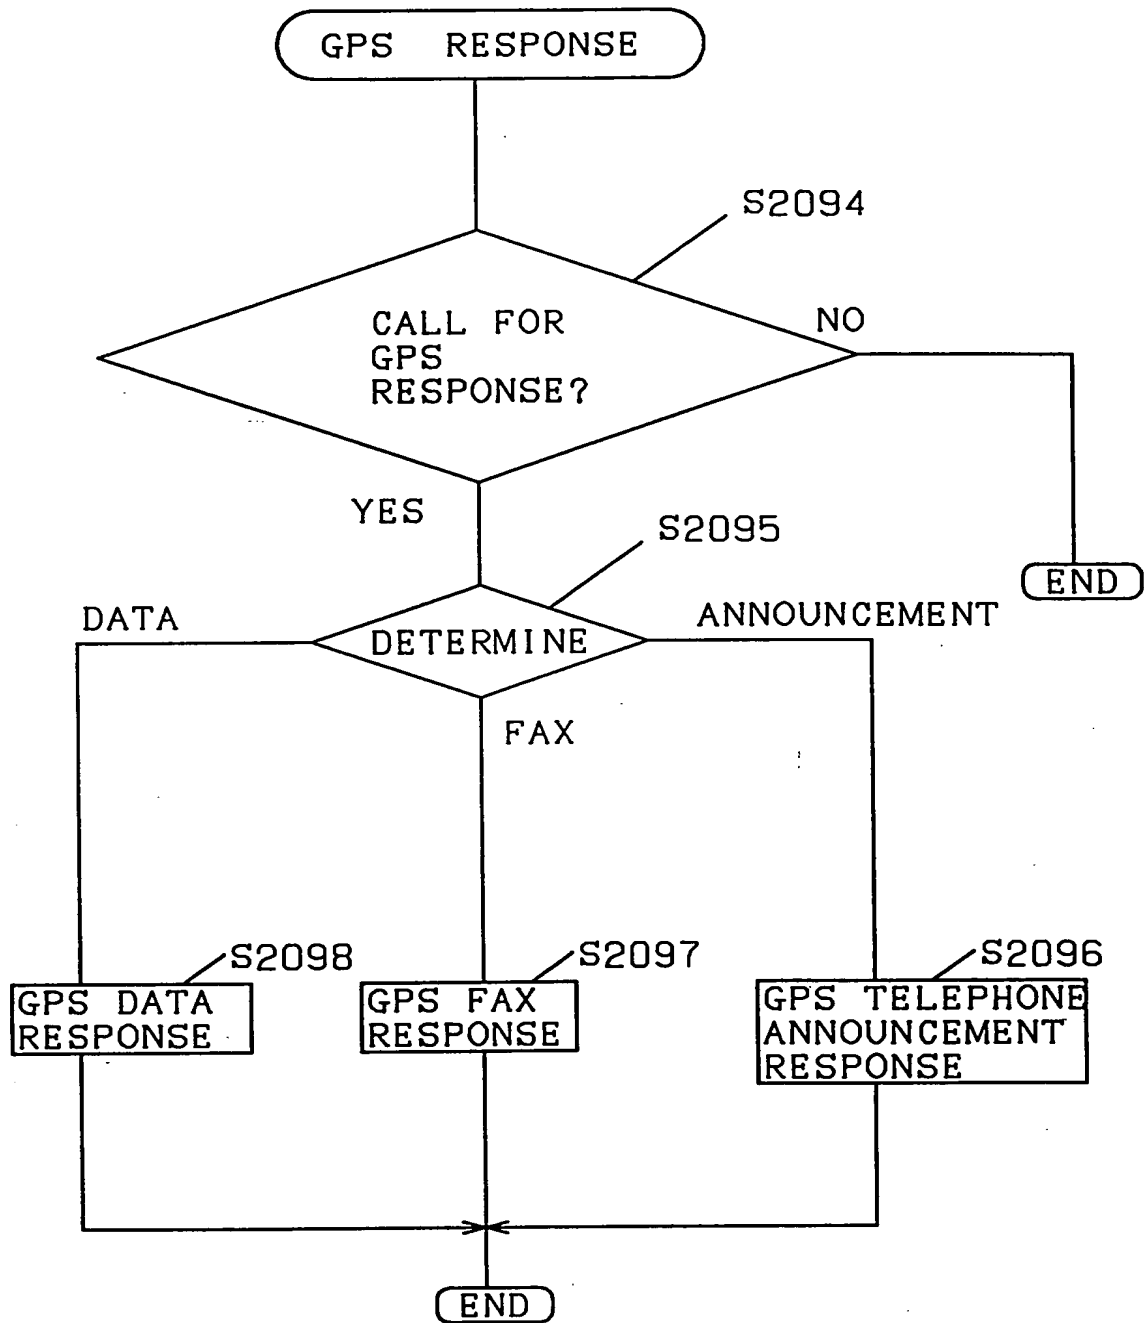 GPS RESPONSE
S2094
CALL FOR
GPS
RESPONSE?
NO
YES
S2095
END
DATA
DETERMINE
ANNOUNCEMENT
FAX
S2098
S2097
S2096
GPS DATA
RESPONSE
GPS FAX
RESPONSE
GPS TELEPHONE
ANNOUNCEMENT
RESPONSE
END